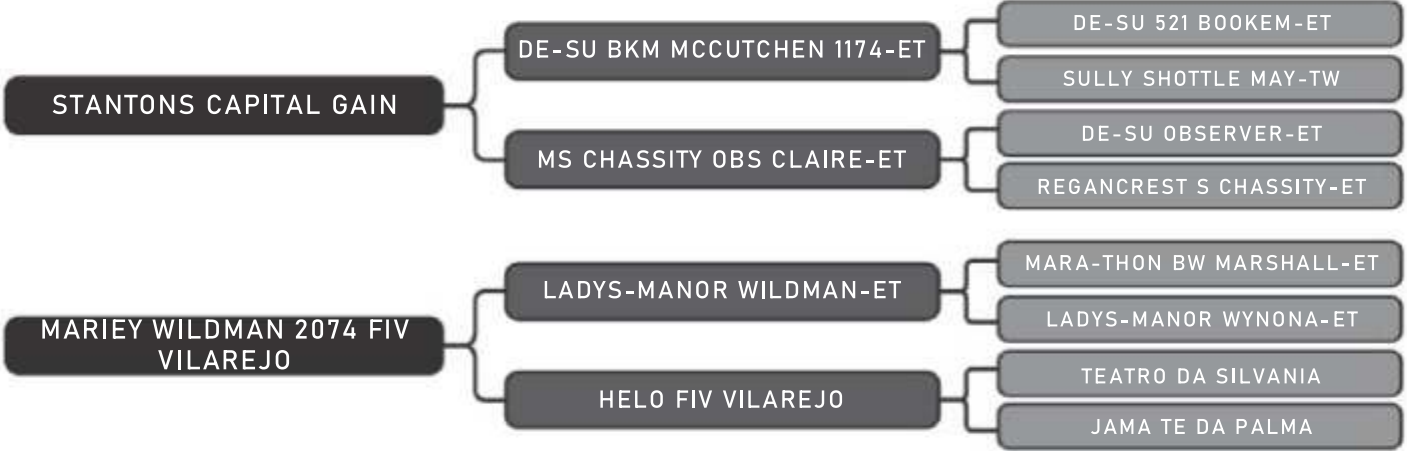 DE-SU 521 BOOKEM-ET
DE-SU BKM MCCUTCHEN 1174-ET
SULLY SHOTTLE MAY-TW
STANTONS CAPITAL GAIN
DE-SU OBSERVER-ET
MS CHASSITY OBS CLAIRE-ET
REGANCREST S CHASSITY-ET
MARA-THON BW MARSHALL-ET
LADYS-MANOR WILDMAN-ET
LADYS-MANOR WYNONA-ET
MARIEY WILDMAN 2074 FIV
VILAREJO
TEATRO DA SILVANIA
HELO FIV VILAREJO
JAMA TE DA PALMA